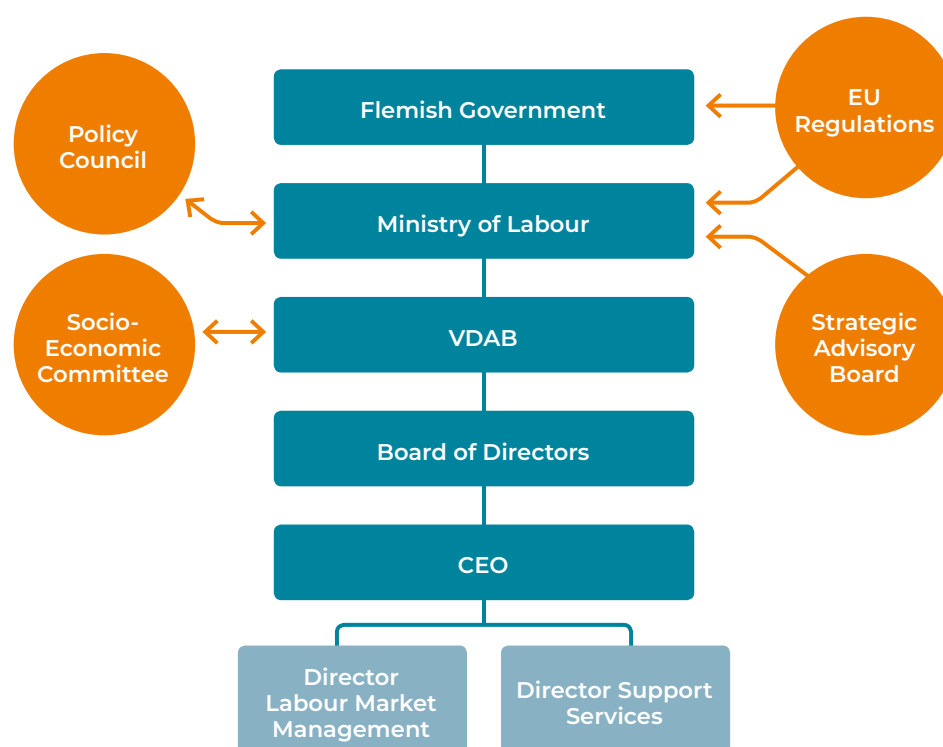 Flemish Government
EU
Regulations
Policy
Council
Ministry of Labour
Socio-
Economic
Committee
VDAB
Strategic
Advisory
Board
Board of Directors
CEO
Director
Labour Market
Management
Director Support
Services